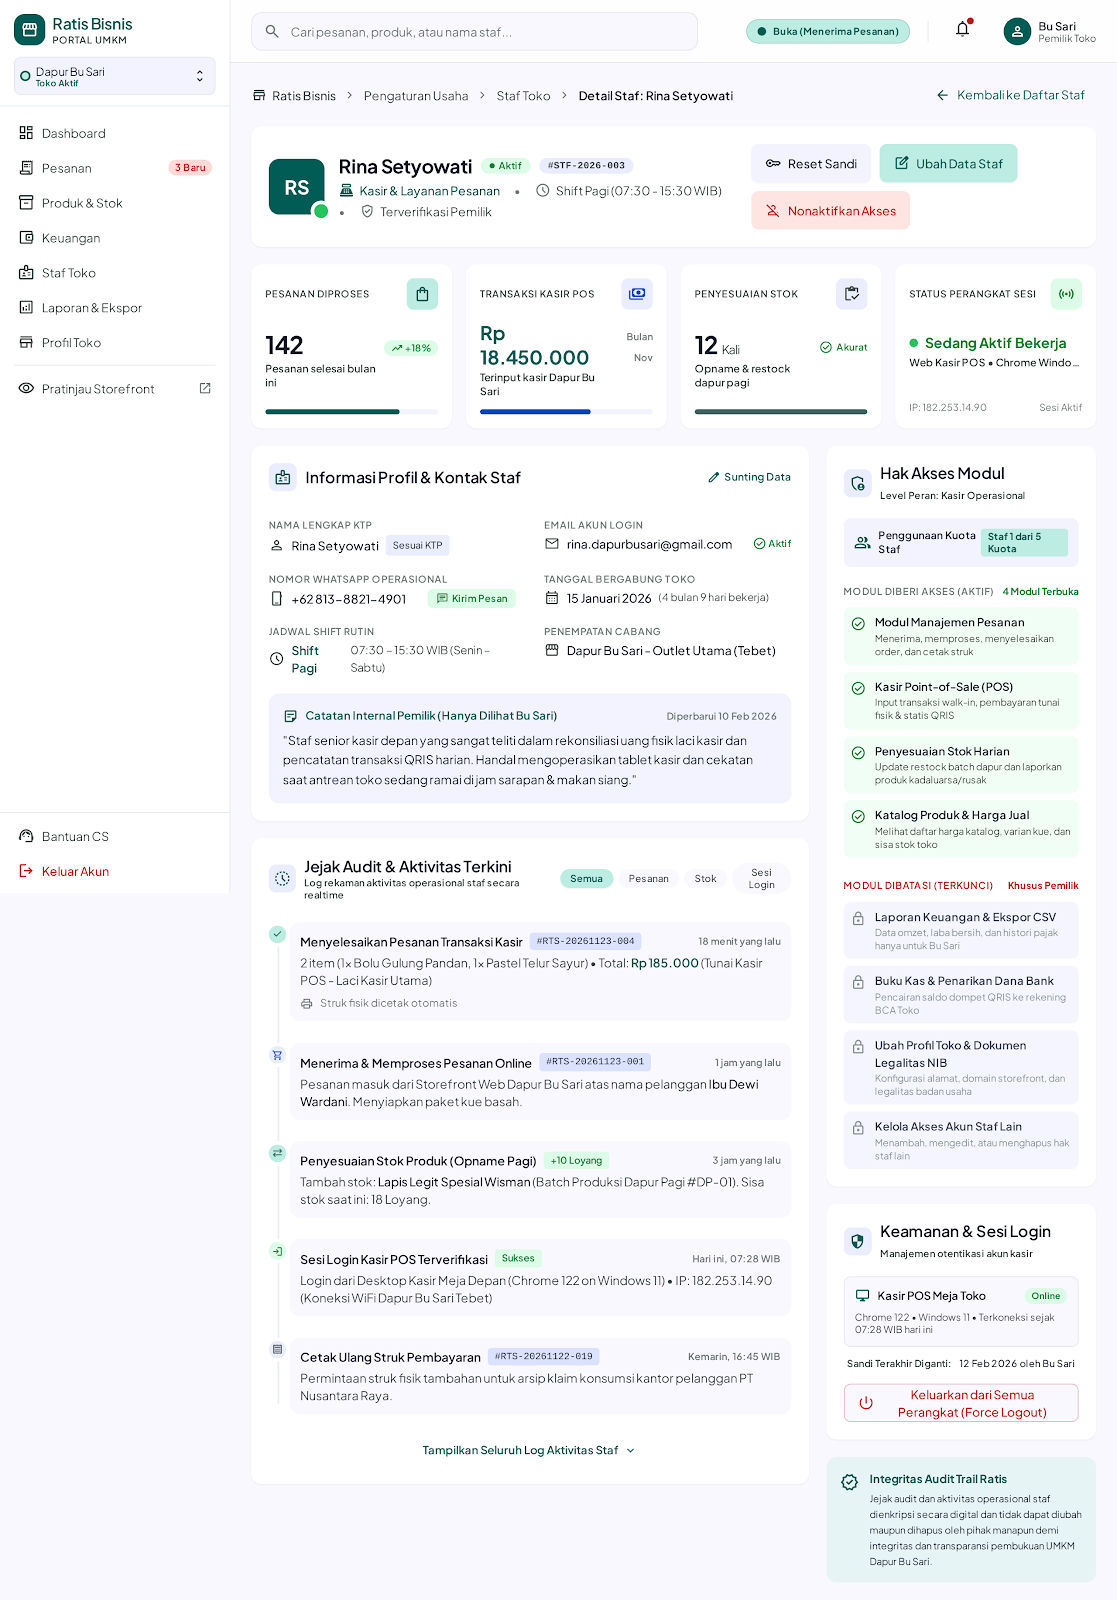 Ratis Bisnis
PORTAL UMKM
Dapur Bu Sari
Toko Aktif
Dashboard
Pesanan
3 Baru
Produk & Stok
Keuangan
Staf Toko
Laporan & Ekspor
Profil Toko
Pratinjau Storefront
Bantuan CS
Keluar Akun
Cari pesanan, produk, atau nama staf...
Buka (Menerima Pesanan)
Bu Sari
Pemilik Toko
Ratis Bisnis > Pengaturan Usaha > Staf Toko > Detail Staf: Rina Setyowati
Kembali ke Daftar Staf
RS
Rina Setyowati
• Aktif
#STF-2026-003
Kasir & Layanan Pesanan • Shift Pagi (07:30 - 15:30 WIB)
• Terverifikasi Pemilik
Reset Sandi
Ubah Data Staf
Nonaktifkan Akses
PESANAN DIPROSES
142
+18%
Pesanan selesai bulan
ini
TRANSAKSI KASIR POS
Rp
18.450.000
Bulan
Nov
Terinput kasir Dapur Bu
Sari
PENYESUAIAN STOK
12 Kali
Akurat
Opname & restock
dapur pagi
STATUS PERANGKAT SESI
Sedang Aktif Bekerja
Web Kasir POS • Chrome Windo...
IP: 182.253.14.90
Sesi Aktif
Informasi Profil & Kontak Staf
Sunting Data
NAMA LENGKAP KTP
Rina Setyowati
Sesuai KTP
EMAIL AKUN LOGIN
rina.dapurbusari@gmail.com
Aktif
NOMOR WHATSAPP OPERASIONAL
+62 813-8821-4901
Kirim Pesan
TANGGAL BERGABUNG TOKO
15 Januari 2026 (4 bulan 9 hari bekerja)
JADWAL SHIFT RUTIN
Shift
Pagi
07:30 - 15:30 WIB (Senin -
Sabtu)
PENEMPATAN CABANG
Dapur Bu Sari - Outlet Utama (Tebet)
Catatan Internal Pemilik (Hanya Dilihat Bu Sari)
Diperbarui 10 Feb 2026
"Staf senior kasir depan yang sangat teliti dalam rekonsiliasi uang fisik laci kasir dan
pencatatan transaksi QRIS harian. Handal mengoperasikan tablet kasir dan cekatan
saat antrean toko sedang ramai di jam sarapan & makan siang."
Jejak Audit & Aktivitas Terkini
Log rekaman aktivitas operasional staf secara
realtime
Semua
Pesanan
Stok
Sesi
Login
Menyelesaikan Pesanan Transaksi Kasir
#RTS-20261123-004
18 menit yang lalu
2 item (1x Bolu Gulung Pandan, 1x Pastel Telur Sayur) • Total: Rp 185.000 (Tunai Kasir
POS - Laci Kasir Utama)
Struk fisik dicetak otomatis
Menerima & Memproses Pesanan Online
#RTS-20261123-001
1 jam yang lalu
Pesanan masuk dari Storefront Web Dapur Bu Sari atas nama pelanggan Ibu Dewi
Wardani. Menyiapkan paket kue basah.
Penyesuaian Stok Produk (Opname Pagi)
+10 Loyang
3 jam yang lalu
Tambah stok: Lapis Legit Spesial Wisman (Batch Produksi Dapur Pagi #DP-01). Sisa
stok saat ini: 18 Loyang.
Sesi Login Kasir POS Terverifikasi
Sukses
Hari ini, 07:28 WIB
Login dari Desktop Kasir Meja Depan (Chrome 122 on Windows 11) • IP: 182.253.14.90
(Koneksi WiFi Dapur Bu Sari Tebet)
Cetak Ulang Struk Pembayaran
#RTS-20261122-019
Kemarin, 16:45 WIB
Permintaan struk fisik tambahan untuk arsip klaim konsumsi kantor pelanggan PT
Nusantara Raya.
Tampilkan Seluruh Log Aktivitas Staf
Hak Akses Modul
Level Peran: Kasir Operasional
Penggunaan Kuota
Staf
Staf 1 dari 5
Kuota
MODUL DIBERI AKSES (AKTIF)
4 Modul Terbuka
Modul Manajemen Pesanan
Menerima, memproses, menyelesaikan
order, dan cetak struk
Kasir Point-of-Sale (POS)
Input transaksi walk-in, pembayaran tunai
fisik & statis QRIS
Penyesuaian Stok Harian
Update restock batch dapur dan laporkan
produk kadaluarsa/rusak
Katalog Produk & Harga Jual
Melihat daftar harga katalog, varian kue, dan
sisa stok toko
MODUL DIBATASI (TERKUNCI)
Khusus Pemilik
Laporan Keuangan & Ekspor CSV
Data omzet, laba bersih, dan histori pajak
hanya untuk Bu Sari
Buku Kas & Penarikan Dana Bank
Pencairan saldo dompet QRIS ke rekening
BCA Toko
Ubah Profil Toko & Dokumen
Legalitas NIB
Konfigurasi alamat, domain storefront, dan
legalitas badan usaha
Kelola Akses Akun Staf Lain
Menambah, mengedit, atau menghapus hak
staf lain
Keamanan & Sesi Login
Manajemen otentikasi akun kasir
Kasir POS Meja Toko
Online
Chrome 122 • Windows 11 • Terkoneksi sejak
07:28 WIB hari ini
Sandi Terakhir Diganti: 12 Feb 2026 oleh Bu Sari
Keluarkan dari Semua
Perangkat (Force Logout)
Integritas Audit Trail Ratis
Jejak audit dan aktivitas operasional staf
dienkripsi secara digital dan tidak dapat diubah
maupun dihapus oleh pihak manapun demi
integritas dan transparansi pembukuan UMKM
Dapur Bu Sari.